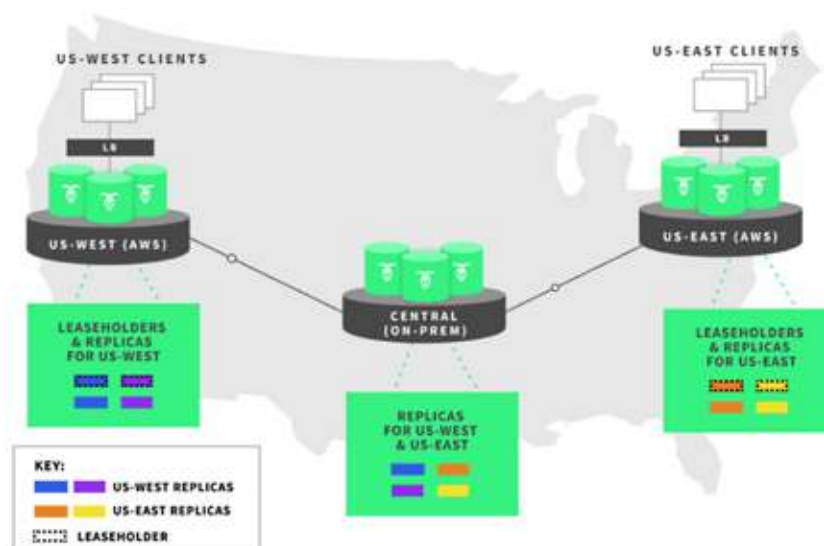 US-WEST CLIENTS
LB
US-WEST (AWS)
LEASEHOLDERS
& REPLICAS
FOR US-WEST
US-EAST CLIENTS
LB
US-EAST (AWS)
LEASEHOLDERS
& REPLICAS
FOR US-EAST
CENTRAL
(ON-PREM)
REPLICAS
FOR US-WEST
& US-EAST
KEY:
US-WEST REPLICAS
US-EAST REPLICAS
LEASEHOLDER